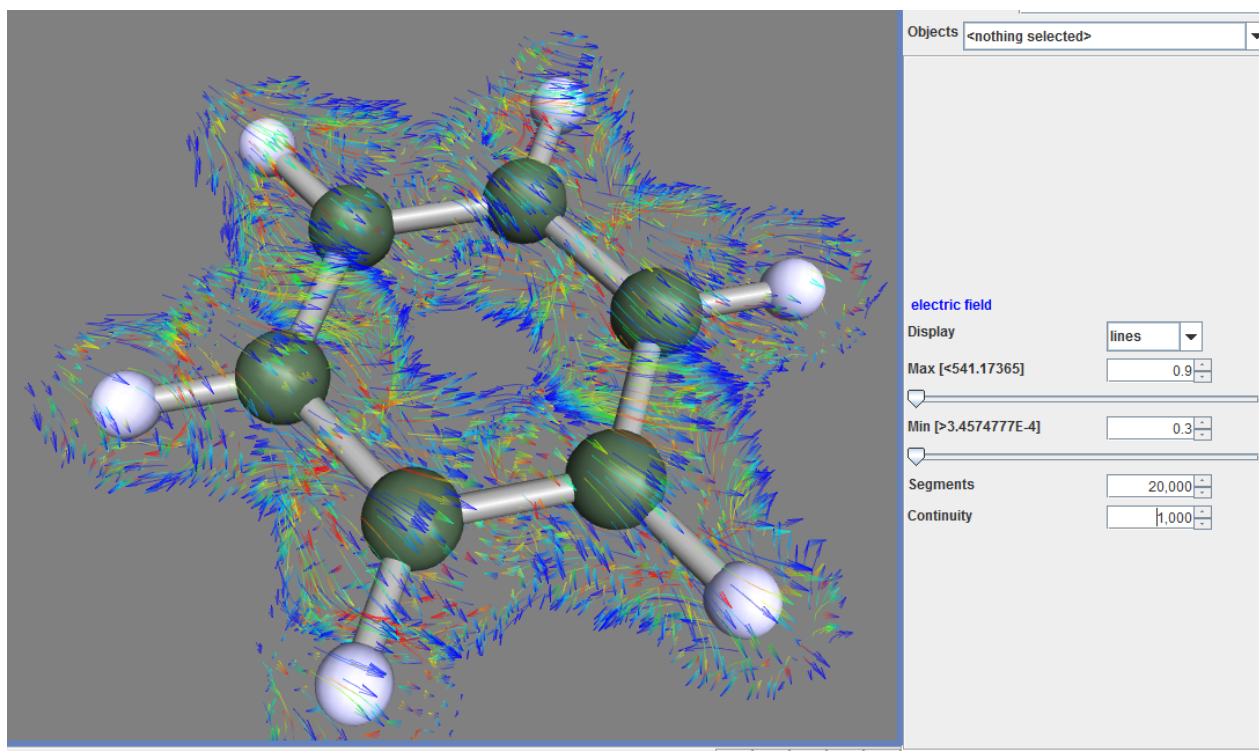 Objects <nothing selected>
electric field
Display lines
Max [<541.17365] 0.9
Min [>3.4574777E-4] 0.3
Segments 20,000
Continuity 1,000